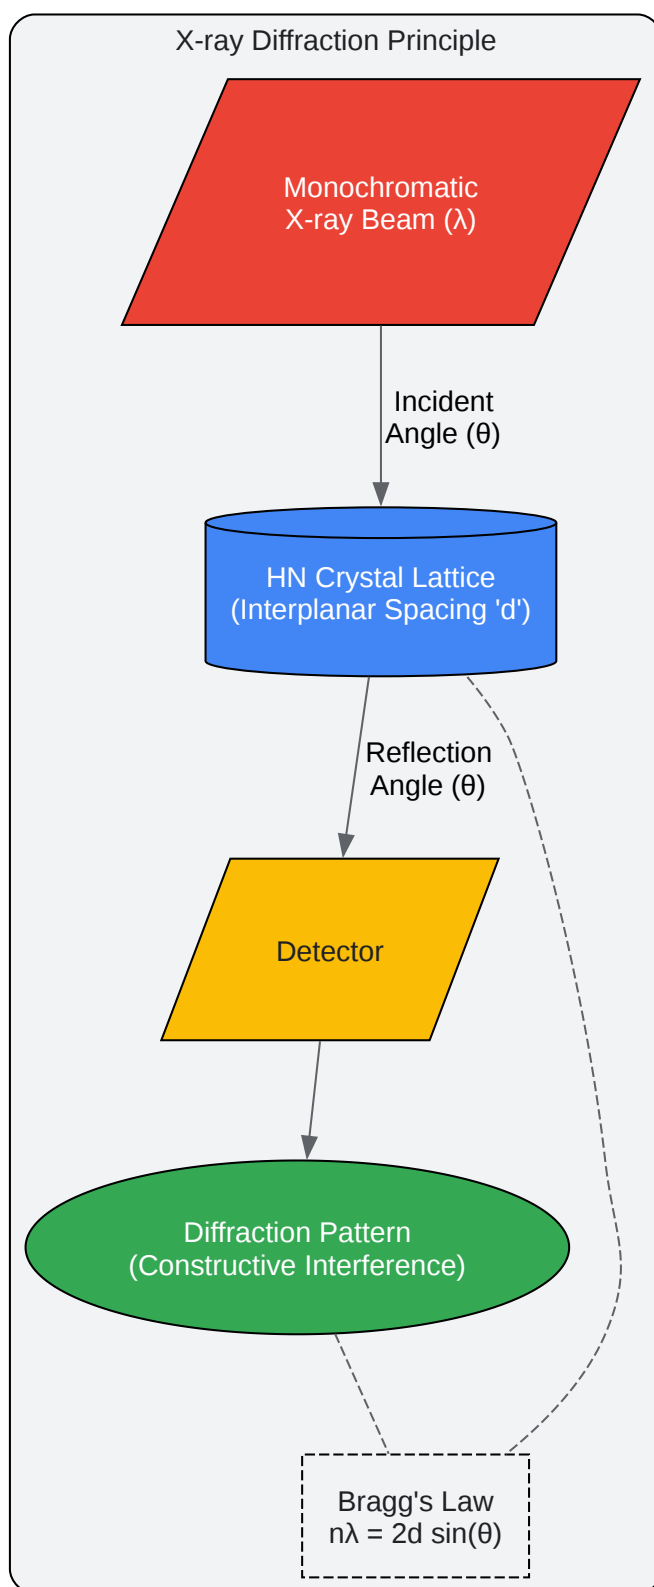 X-ray Diffraction Principle
Monochromatic
X-ray Beam (λ)
Incident
Angle (θ)
HN Crystal Lattice
(Interplanar Spacing 'd')
Reflection
Angle (θ)
Detector
Diffraction Pattern
(Constructive Interference)
Bragg's Law
nλ = 2d sin(θ)